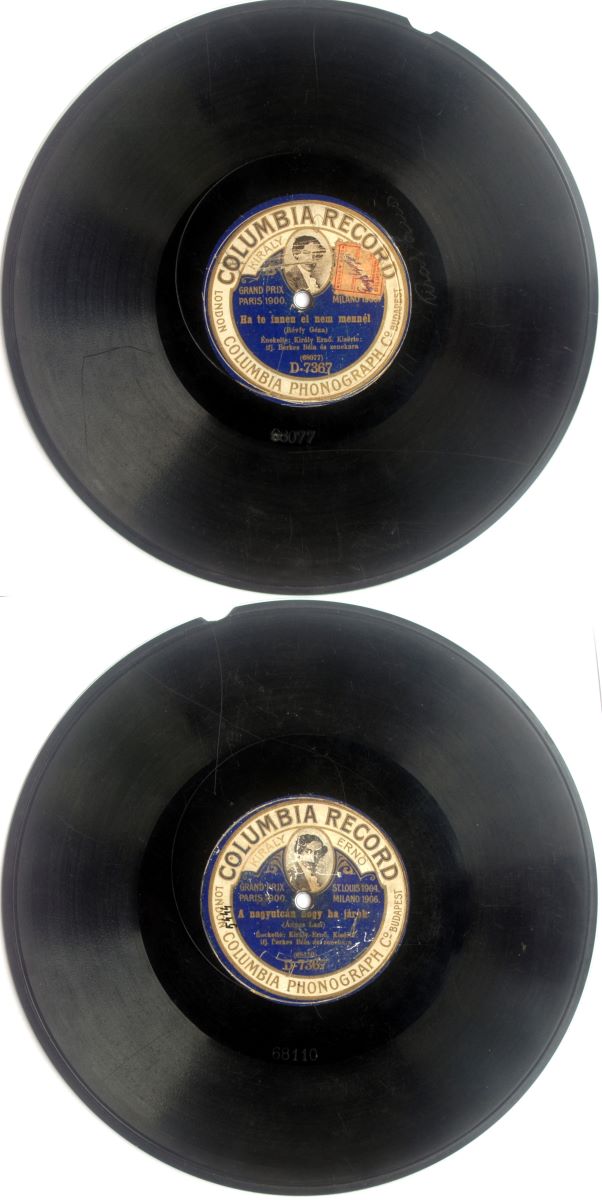 COLUMBIA RECORD
KIRÁLY
GRAND PRIX
PARIS 1900.
MILANO 1906.
Ha te innen el nem mennél
(Révfy Géza)
Énekelte: Király Ernő. Kisérte:
ifj. Berkes Béla és zenekara
(68077)
D-7367
LONDON COLUMBIA PHONOGRAPH Co. BUDAPEST
68077
COLUMBIA RECORD
KIRÁLY ERNŐ
GRAND PRIX
PARIS 1900.
ST. LOUIS 1904.
MILANO 1906.
A nagyutcán hogy ha járok
Énekelte: Király Ernő. Kisérte:
ifj. Berkes Béla és zenekara
(68110)
D-7367
LONDON COLUMBIA PHONOGRAPH Co. BUDAPEST
68110